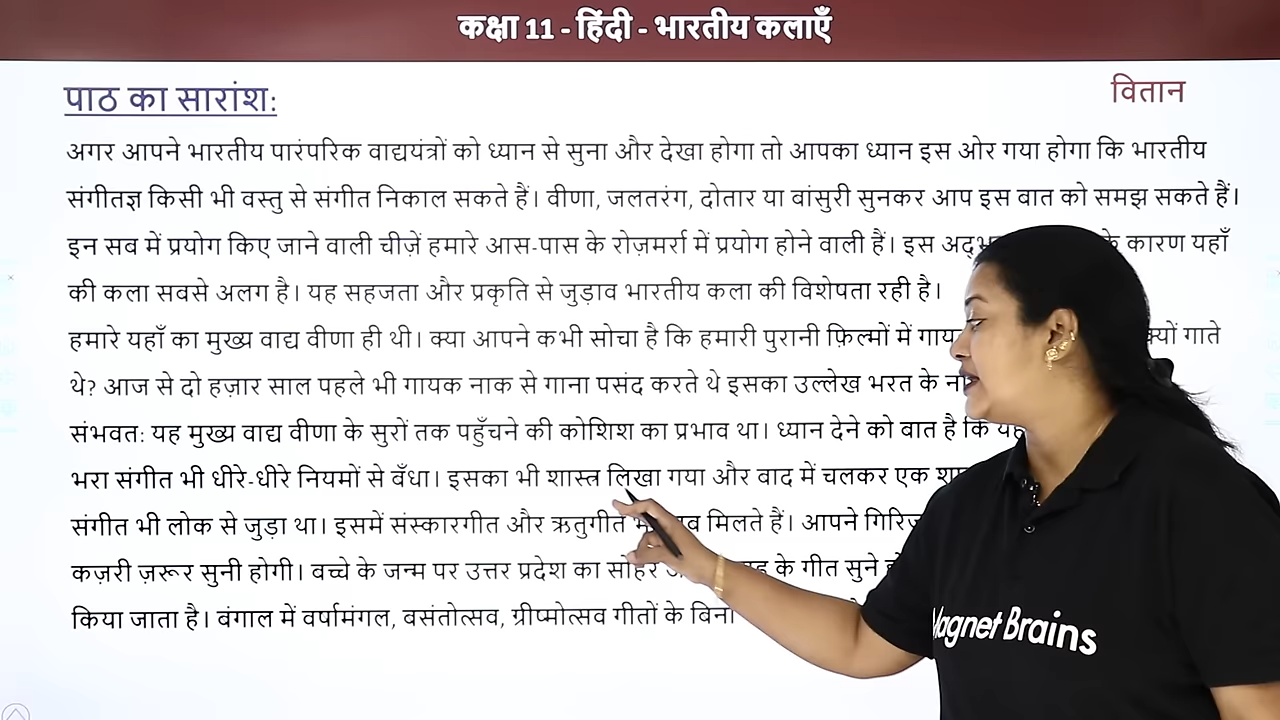 कक्षा 11 - हिंदी - भारतीय कलाएँ
पाठ का सारांश:
वितान
अगर आपने भारतीय पारंपरिक वाद्ययंत्रों को ध्यान से सुना और देखा होगा तो आपका ध्यान इस ओर गया होगा कि भारतीय
संगीतज्ञ किसी भी वस्तु से संगीत निकाल सकते हैं। वीणा, जलतरंग, दोतार या बांसुरी सुनकर आप इस बात को समझ सकते हैं।
इन सब में प्रयोग किए जाने वाली चीज़ें हमारे आस-पास के रोज़मर्रा में प्रयोग होने वाली हैं। इस के कारण यहाँ
की कला सबसे अलग है। यह सहजता और प्रकृति से जुड़ाव भारतीय कला की विशेषता रही है।
हमारे यहाँ का मुख्य वाद्य वीणा ही थी। क्या आपने कभी सोचा है कि हमारी पुरानी फ़िल्मों में क्यों गाते
थे? आज से दो हज़ार साल पहले भी गायक नाक से गाना पसंद करते थे इसका उल्लेख भरत के
संभवत: यह मुख्य वाद्य वीणा के सुरों तक पहुँचने की कोशिश का प्रभाव था। ध्यान देने को बात है कि यह
भरा संगीत भी धीरे-धीरे नियमों से बँधा। इसका भी शास्त्र लिखा गया और बाद में चलकर एक
संगीत भी लोक से जुड़ा था। इसमें संस्कारगीत और ऋतुगीत मिलते हैं। आपने
कज़री ज़रूर सुनी होगी। वच्चे के जन्म पर उत्तर प्रदेश का सोहर के गीत सुने
किया जाता है। बंगाल में वर्षामंगल, वसंतोत्सव, ग्रीष्मोत्सव गीतों के बिना
Magnet Brains